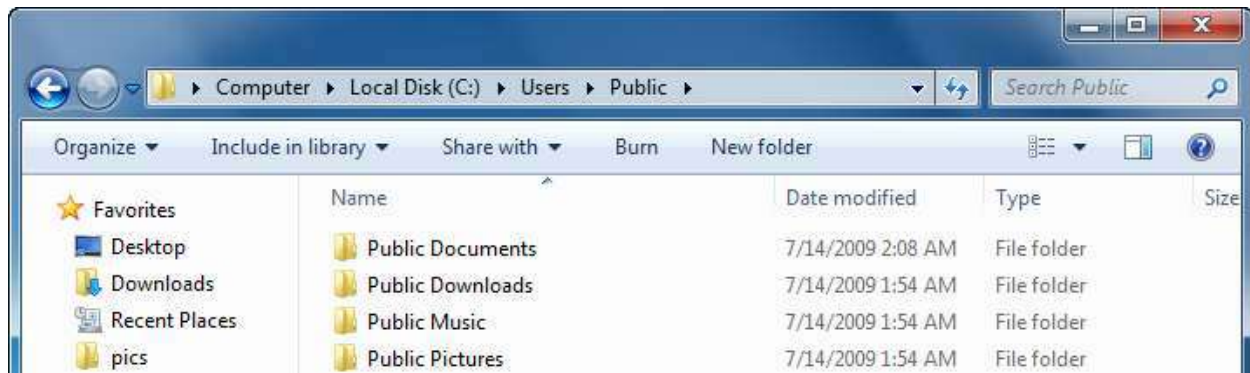 Computer Local Disk (C:) Users Public Search Public
Organize Include in library Share with Burn New folder
Favorites Name Date modified Type Size
Desktop Public Documents 7/14/2009 2:08 AM File folder
Downloads Public Downloads 7/14/2009 1:54 AM File folder
Recent Places Public Music 7/14/2009 1:54 AM File folder
pics Public Pictures 7/14/2009 1:54 AM File folder